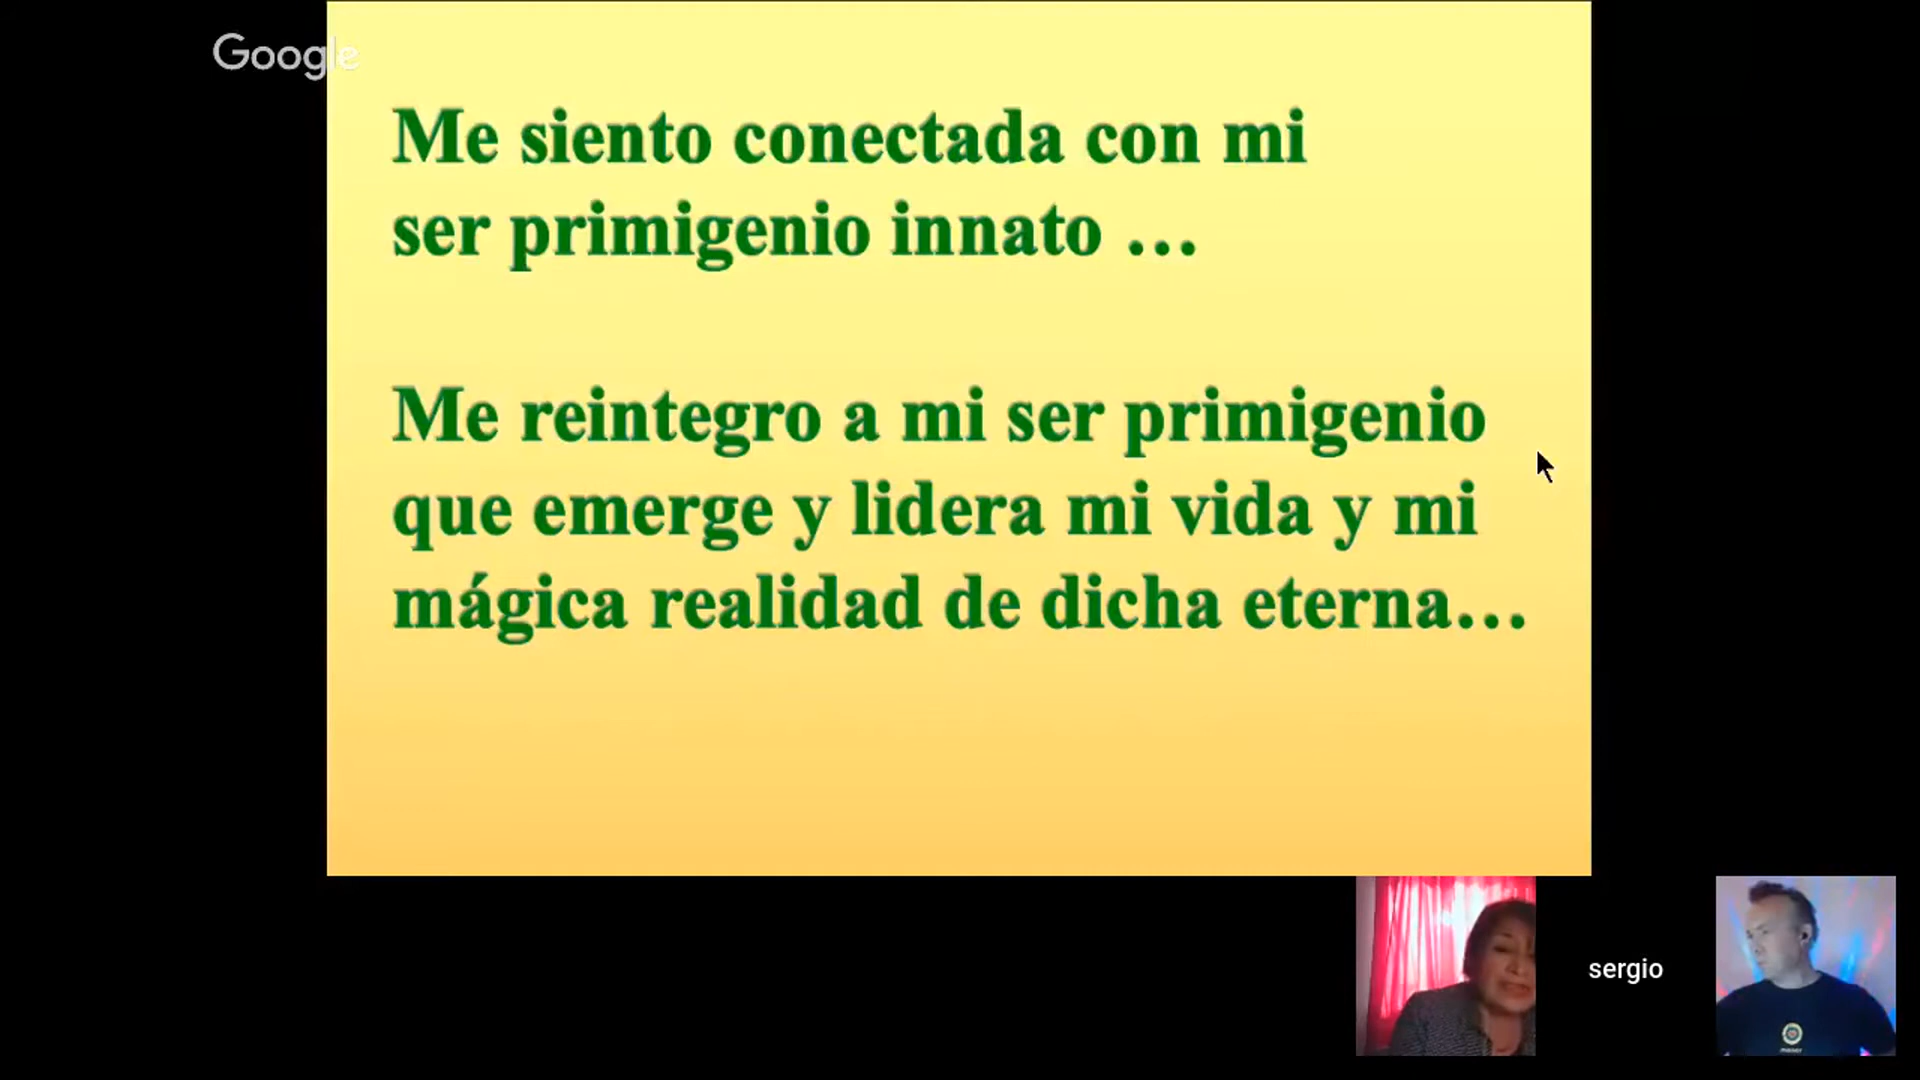 Google
Me siento conectada con mi
ser primigenio innato …
Me reintegro a mi ser primigenio
que emerge y lidera mi vida y mi
mágica realidad de dicha eterna…
sergio